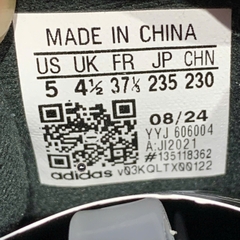 MADE IN CHINA
US UK FR JP CHN
5 4½ 37⅓ 235 230
08/24
YYJ 606004
A:JI2021
#135118362
adidas v03KQLTX00122